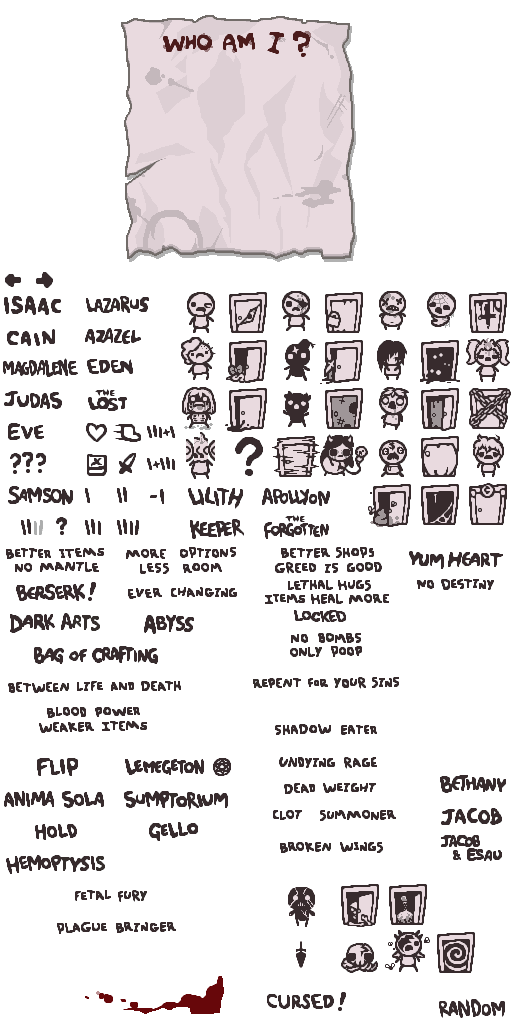 WHO AM I ?
ISAAC LAZARUS
CAIN AZAZEL
MAGDALENE EDEN
JUDAS THE LOST
EVE
???
?
SAMSON
LILITH APOLLYON
?
KEEPER THE FORGOTTEN
BETTER ITEMS
NO MANTLE
MORE OPTIONS
LESS ROOM
BETTER SHOPS
GREED IS GOOD
YUM HEART
BERSERK!
EVER CHANGING
LETHAL HUGS
ITEMS HEAL MORE
NO DESTINY
LOCKED
DARK ARTS ABYSS
NO BOMBS
ONLY POOP
BAG OF CRAFTING
BETWEEN LIFE AND DEATH
REPENT FOR YOUR SINS
BLOOD POWER
WEAKER ITEMS
SHADOW EATER
FLIP LEMEGETON
UNDYING RAGE
DEAD WEIGHT
BETHANY
ANIMA SOLA SUMPTORIUM
CLOT SUMMONER
JACOB
HOLD GELLO
BROKEN WINGS
JACOB
& ESAU
HEMOPTYSIS
FETAL FURY
PLAGUE BRINGER
CURSED!
RANDOM